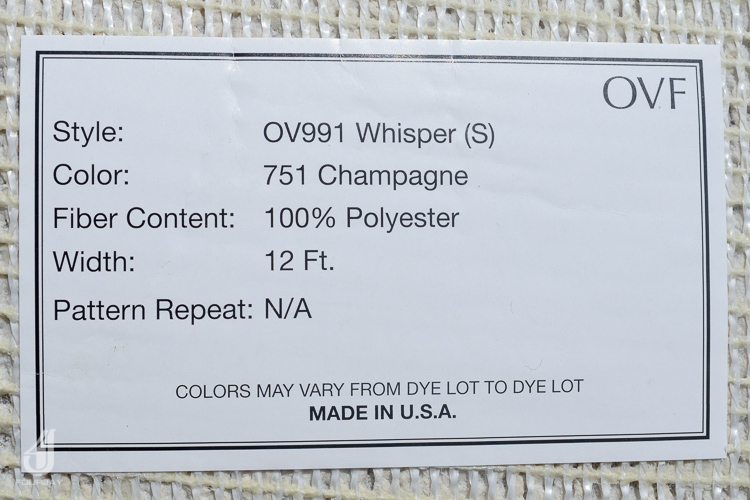 OVF
Style: OV991 Whisper (S)
Color: 751 Champagne
Fiber Content: 100% Polyester
Width: 12 Ft.
Pattern Repeat: N/A
COLORS MAY VARY FROM DYE LOT TO DYE LOT
MADE IN U.S.A.